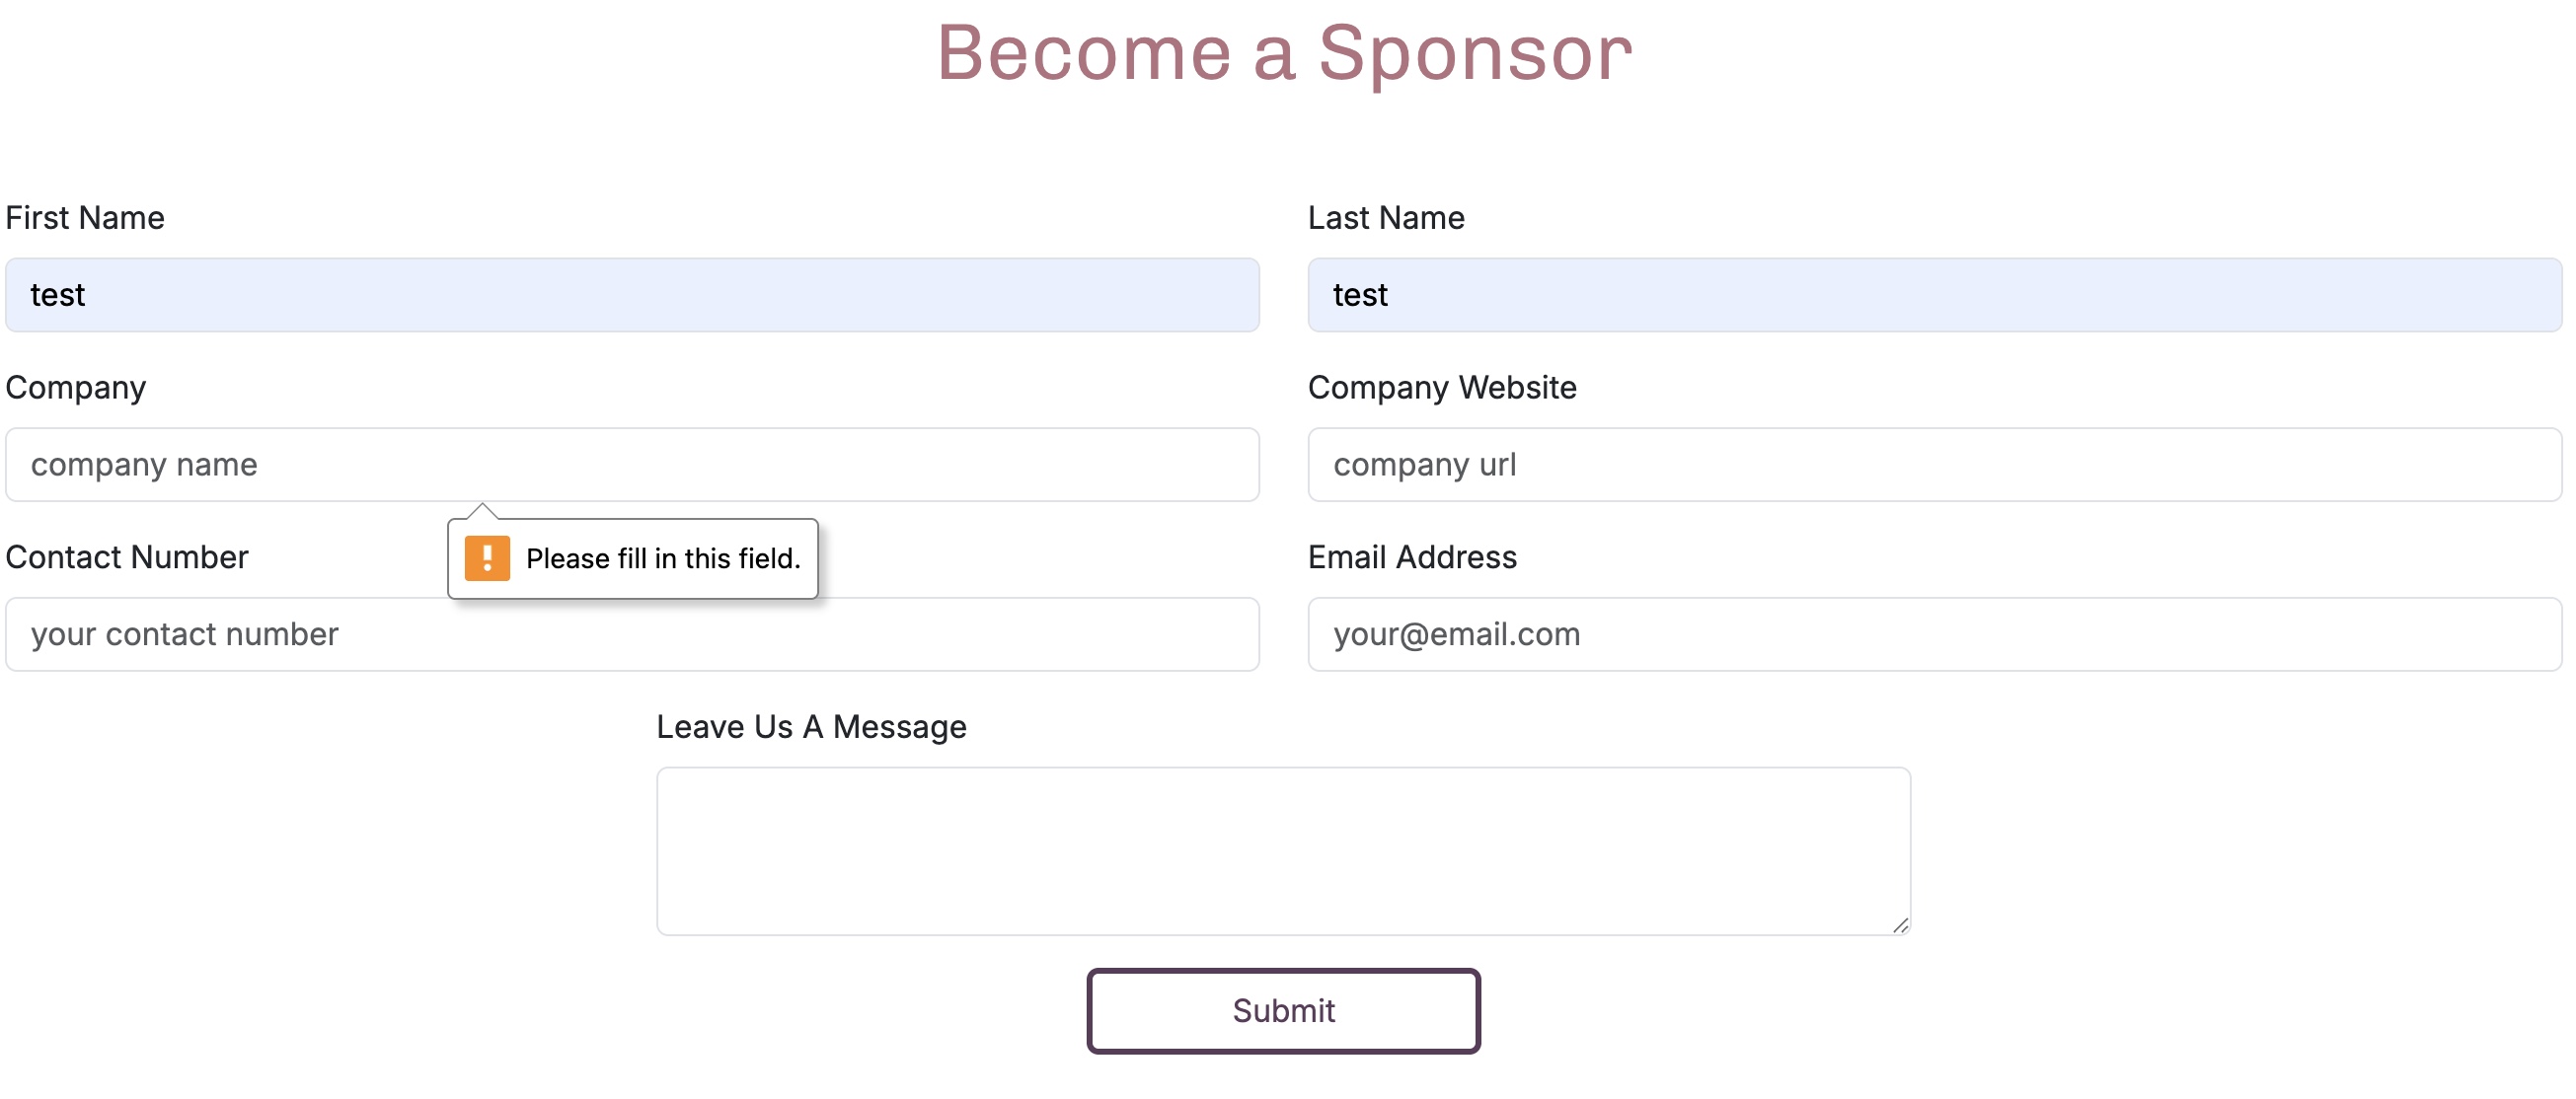 Become a Sponsor
First Name
Last Name
test
test
Company
Company Website
company name
company url
Please fill in this field.
Contact Number
Email Address
your contact number
your@email.com
Leave Us A Message
Submit